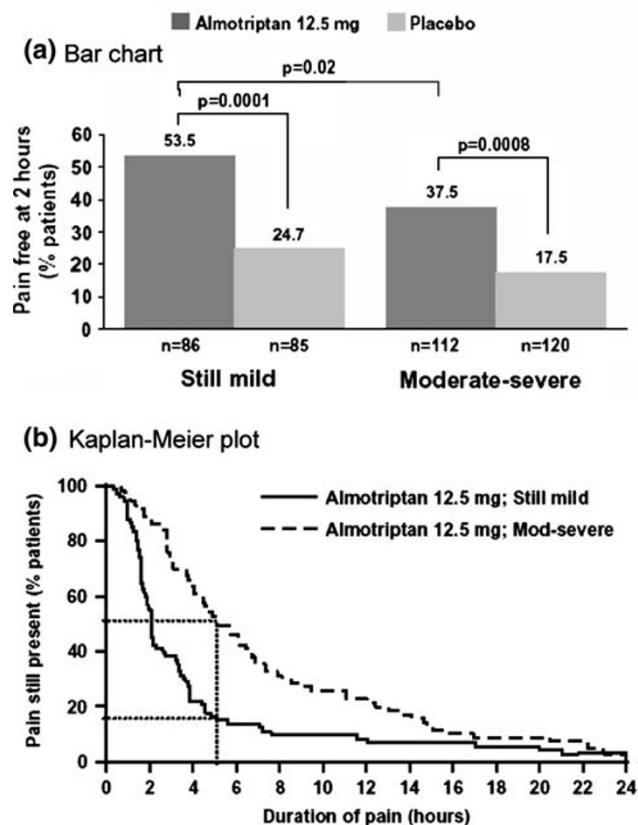 Almotriptan 12.5 mg Placebo
(a) Bar chart
p=0.02
p=0.0001
p=0.0008
Pain free at 2 hours
(% patients)
60
50
40
30
20
10
0
53.5
24.7
37.5
17.5
n=86 n=85 n=112 n=120
Still mild Moderate-severe
(b) Kaplan-Meier plot
Pain still present (% patients)
100
80
60
40
20
0
Almotriptan 12.5 mg; Still mild
Almotriptan 12.5 mg; Mod-severe
0 2 4 6 8 10 12 14 16 18 20 22 24
Duration of pain (hours)